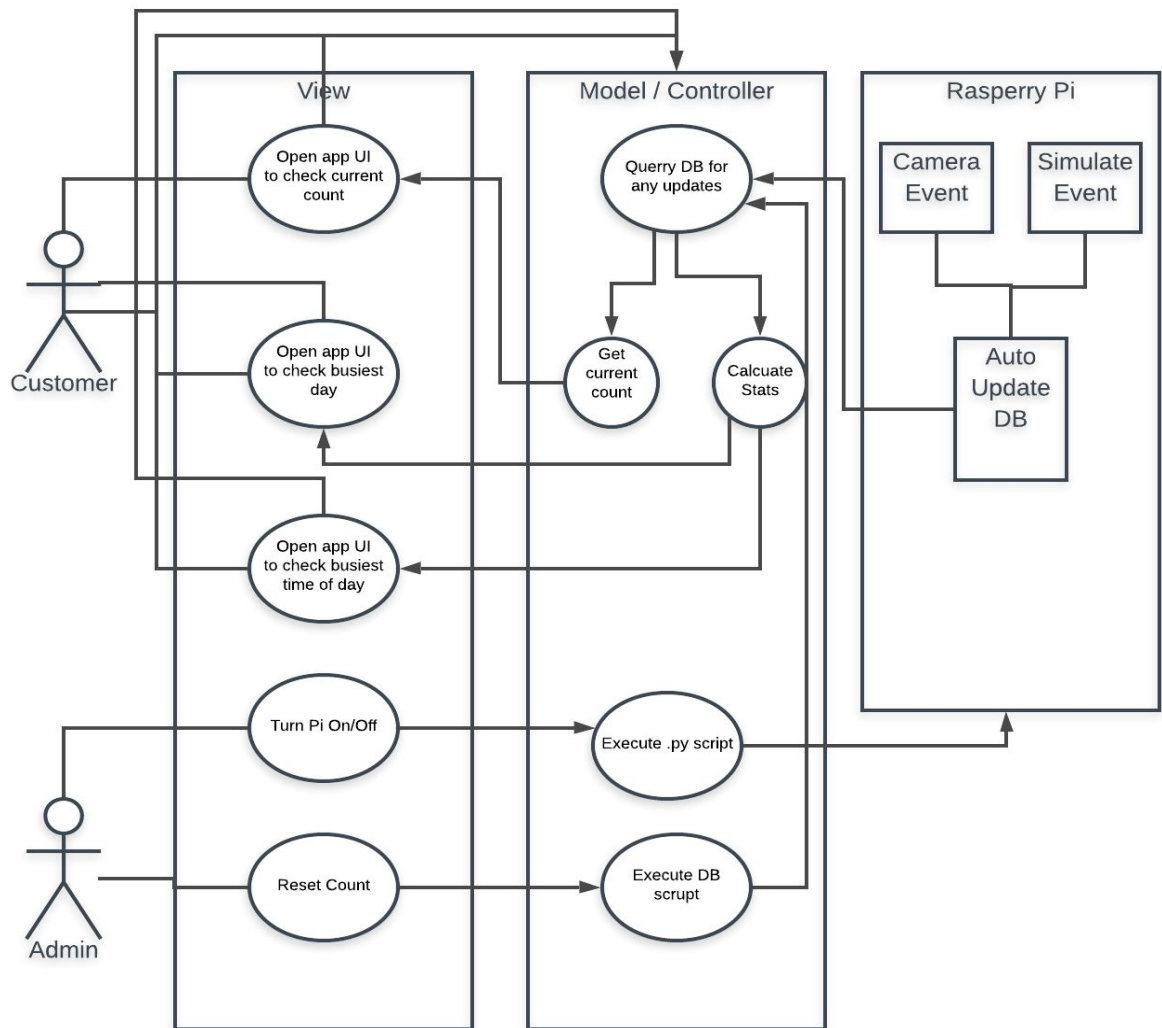 View
Model / Controller
Rasperry Pi
Open app UI
to check current
count
Querry DB for
any updates
Camera
Event
Simulate
Event
Customer
Open app UI
to check busiest
day
Get
current
count
Calcuate
Stats
Auto
Update
DB
Open app UI
to check busiest
time of day
Turn Pi On/Off
Execute .py script
Admin
Reset Count
Execute DB
scrupt